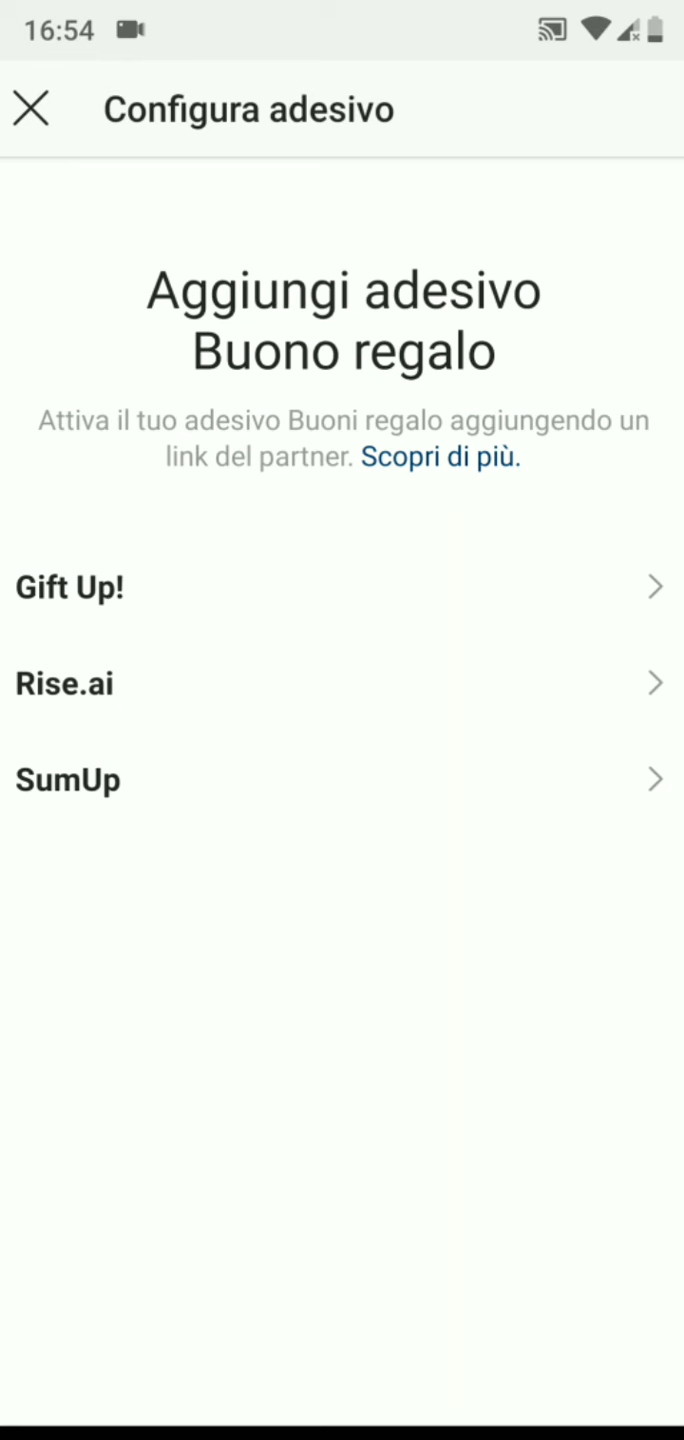 16:54
Configura adesivo
Aggiungi adesivo
Buono regalo
Attiva il tuo adesivo Buoni regalo aggiungendo un
link del partner. Scopri di più.
Gift Up!
Rise.ai
SumUp